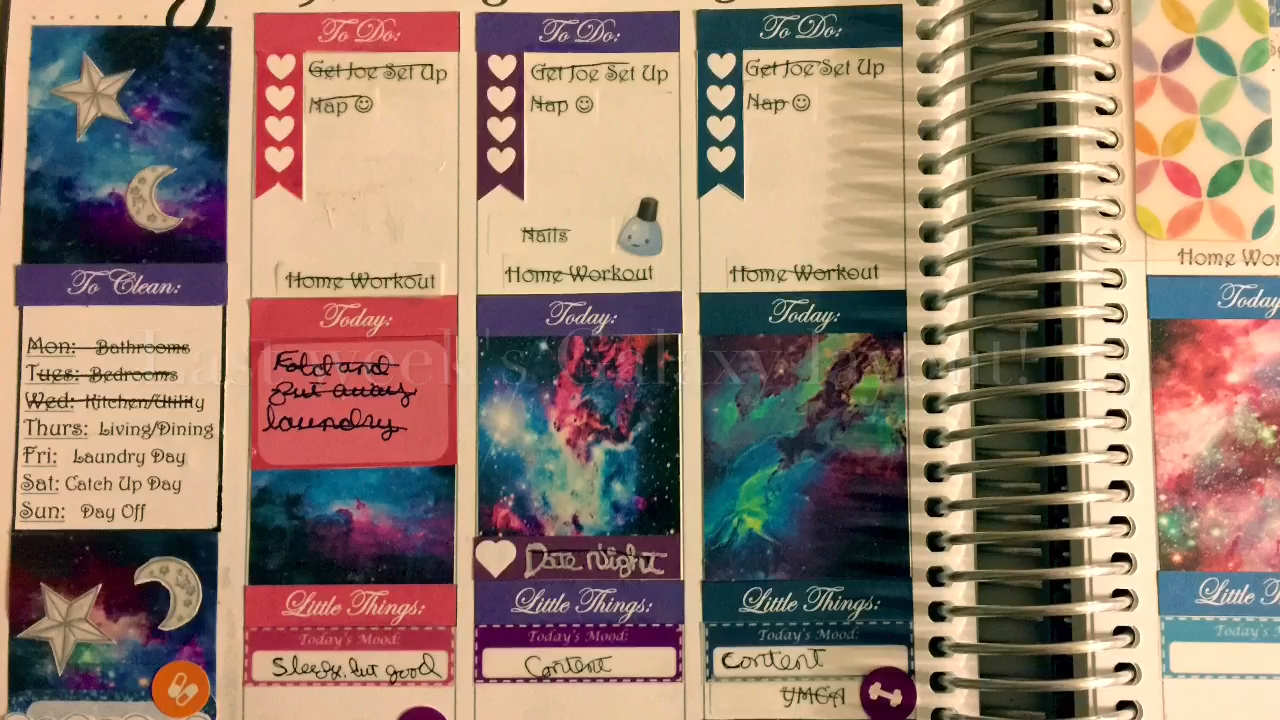 To Clean:
Mon: Bathrooms
Tues: Bedrooms
Wed: Kitchen/Utility
Thurs: Living/Dining
Fri: Laundry Day
Sat: Catch Up Day
Sun: Day Off
To Do:
Get Joe Set Up
Nap
Home Workout
Today:
Fold and
put away
laundry
Little Things:
Today's Mood:
Sleepy, but good
To Do:
Get Joe Set Up
Nap
Nails
Home Workout
Today:
Date Night
Little Things:
Today's Mood:
Content
To Do:
Get Joe Set Up
Nap
Home Workout
Today:
Little Things:
Today's Mood:
Content
YMCA
Home Wor
Today
Little
Today's
Last week's Galaxy layout!